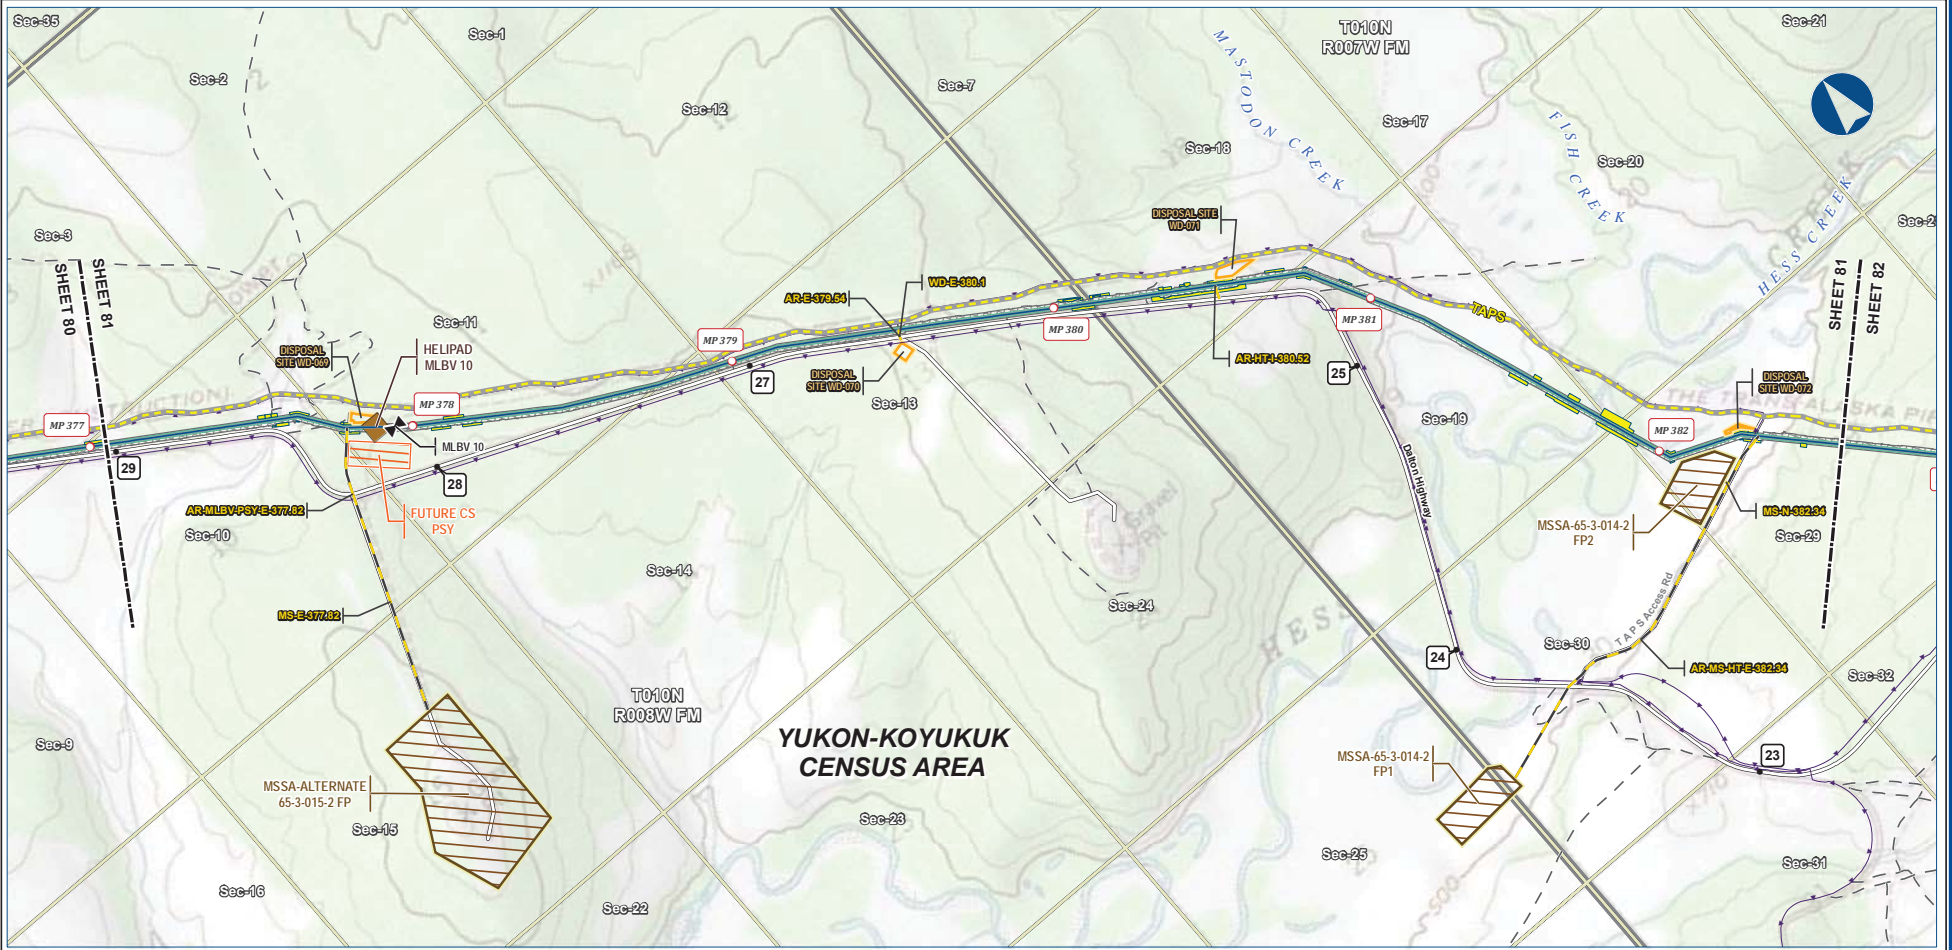 Sec-35
Sec-1
Sec-2
Sec-12
Sec-7
T010N
R007W FM
Sec-21
MASTODON CREEK
FISH CREEK
HESS CREEK
Sec-17
Sec-18
Sec-20
Sec-3
SHEET 80
SHEET 81
Sec-11
DISPOSAL
SITE WD-069
HELIPAD
MLBV 10
MP 377
MP 378
MP 379
MP 380
MP 381
MP 382
AR-E-379.54
WD-E-380.1
DISPOSAL SITE
WD-071
AR-HT-I-380.52
TAPS
SHEET 81
SHEET 82
DISPOSAL
SITE WD-070
DISPOSAL
SITE WD-072
Sec-13
Sec-19
29
28
27
25
24
23
MLBV 10
FUTURE CS
PSY
AR-MLBV-PSY-E-377.82
Sec-10
Dalton Highway
MSSA-65-3-014-2
FP2
MS-N-382.34
Sec-29
Gravel
Pit
Sec-14
Sec-24
HESS
MS-E-377.82
TAPS Access Rd
Sec-30
AR-MS-HT-E-382.34
Sec-32
T010N
R008W FM
YUKON-KOYUKUK
CENSUS AREA
Sec-9
MSSA-ALTERNATE
65-3-015-2 FP
Sec-15
MSSA-65-3-014-2
FP1
Sec-23
Sec-25
Sec-31
Sec-16
Sec-22